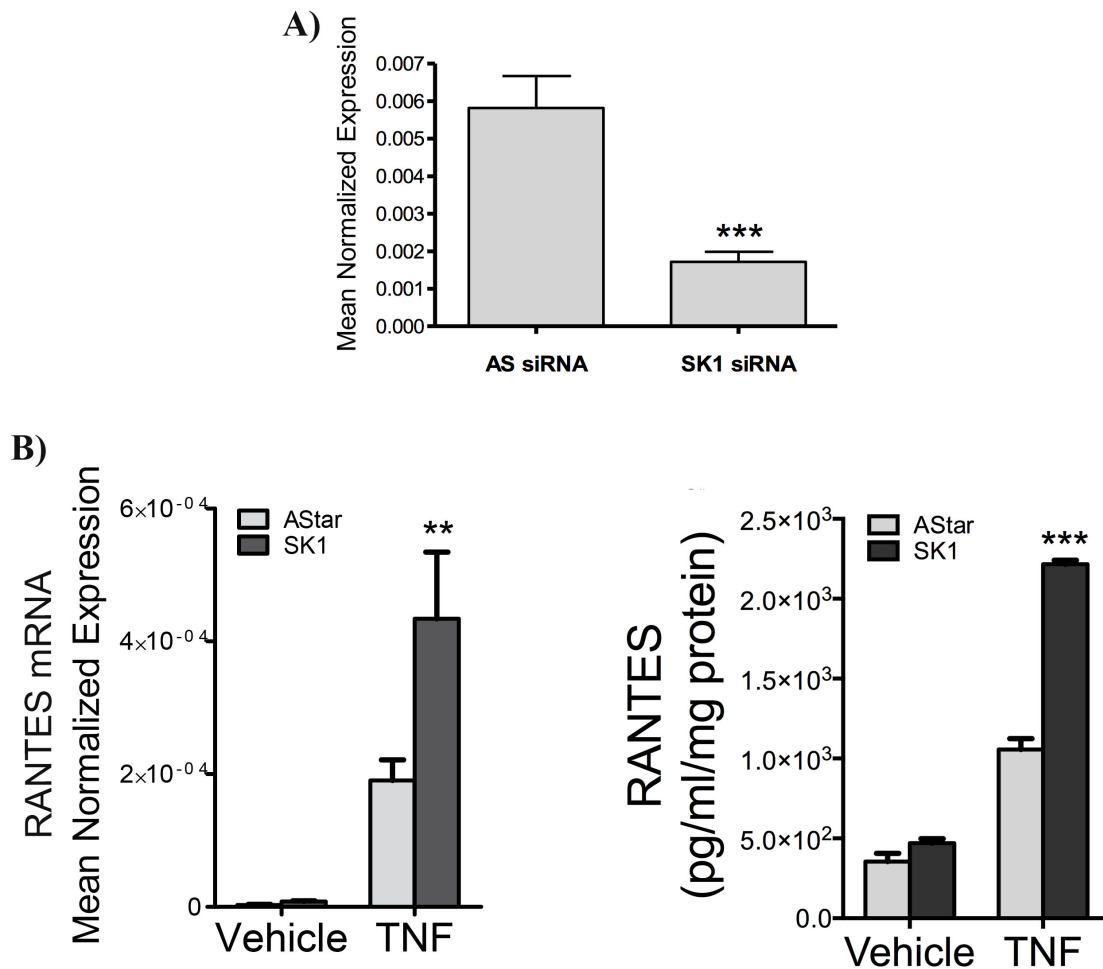 A)
Mean Normalized Expression
0.007
0.006
0.005
0.004
0.003
0.002
0.001
0.000
***
AS siRNA
SK1 siRNA
B)
RANTES mRNA
Mean Normalized Expression
6×10⁻⁰⁴
4×10⁻⁰⁴
2×10⁻⁰⁴
0
AStar
SK1
**
Vehicle
TNF
RANTES
(pg/ml/mg protein)
2.5×10³
2.0×10³
1.5×10³
1.0×10³
5.0×10²
0.0
AStar
SK1
***
Vehicle
TNF